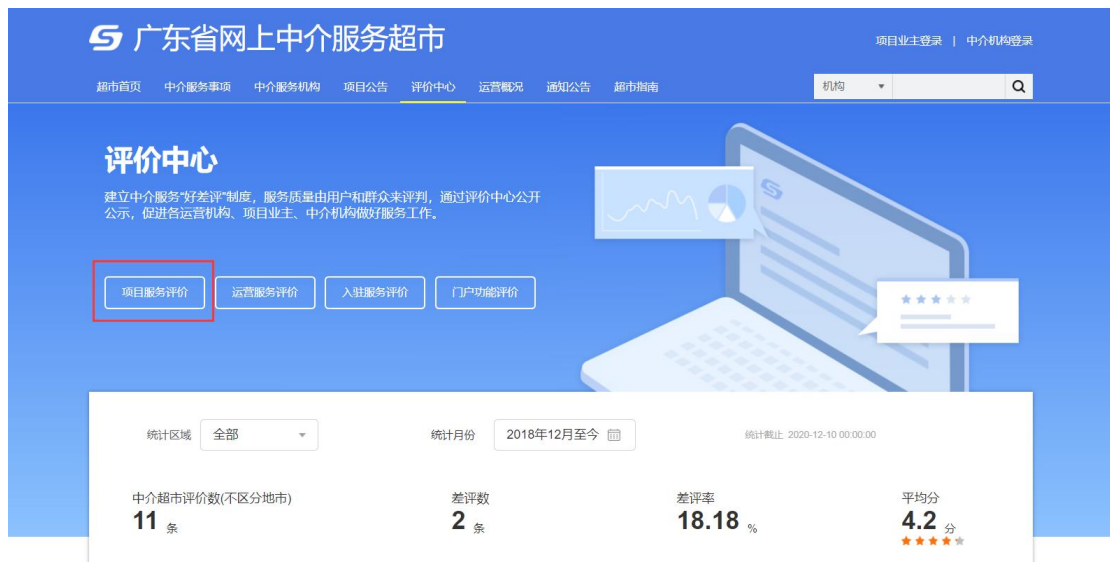 广东省网上中介服务超市
项目业主登录 | 中介机构登录
超市首页 中介服务事项 中介服务机构 项目公告 评价中心 运营概况 通知公告 超市指南 机构
评价中心
建立中介服务“好差评”制度，服务质量由用户和群众来评判，通过评价中心公开
公示，促进各运营机构、项目业主、中介机构做好服务工作。
项目服务评价 运营服务评价 入驻服务评价 门户功能评价
统计区域 全部 统计月份 2018年12月至今 统计截止 2020-12-10 00:00:00
中介超市评价数(不区分地市) 差评数 差评率 平均分
11 条 2 条 18.18 % 4.2 分